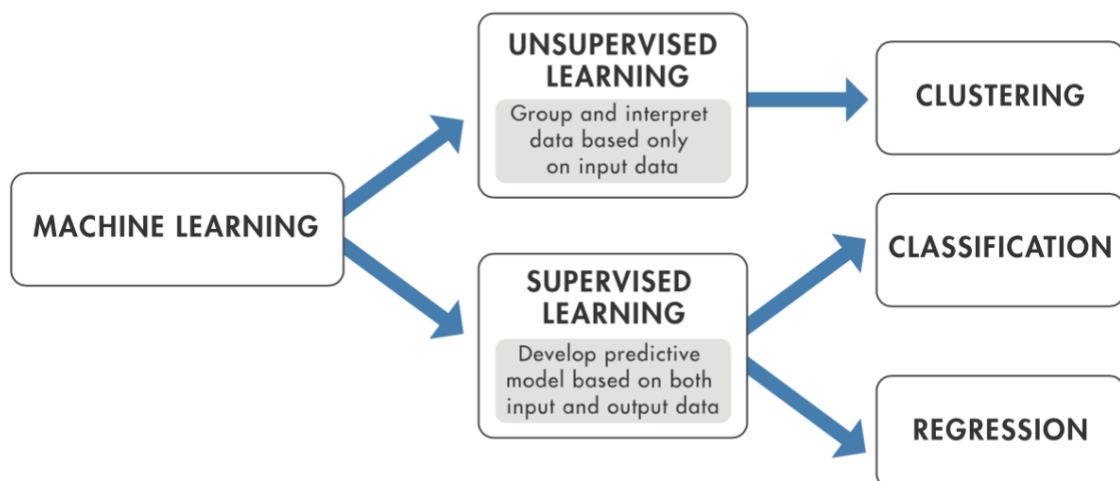 MACHINE LEARNING
UNSUPERVISED
LEARNING
Group and interpret
data based only
on input data
SUPERVISED
LEARNING
Develop predictive
model based on both
input and output data
CLUSTERING
CLASSIFICATION
REGRESSION